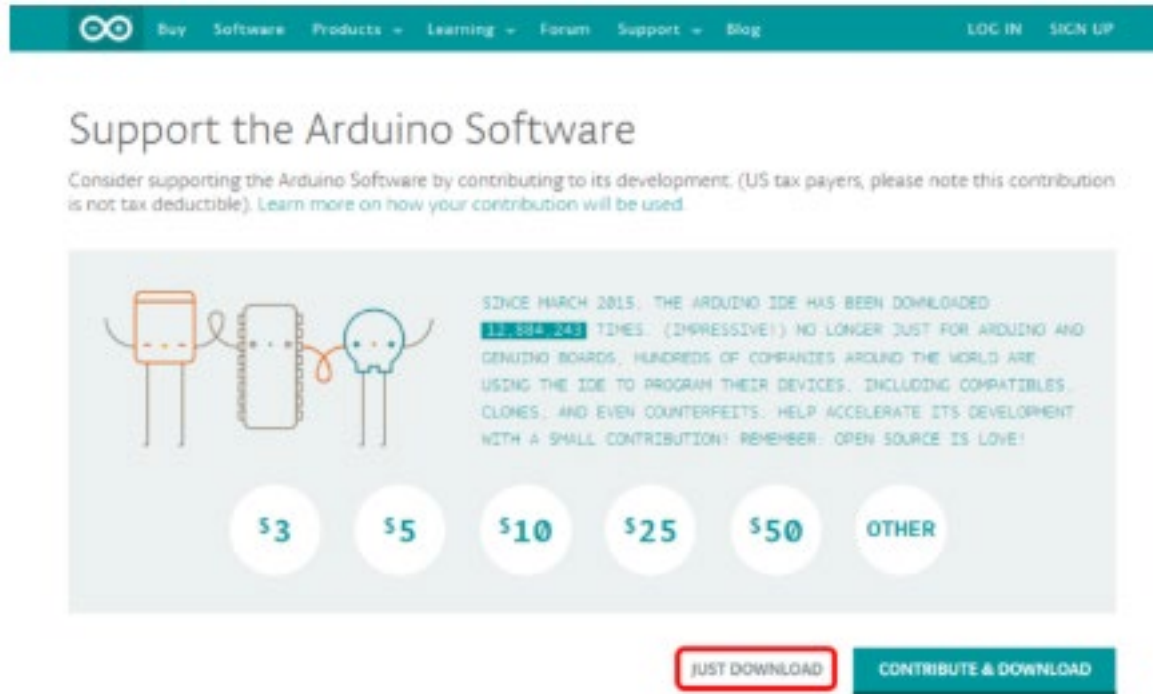 Buy Software Products Learning Forum Support Blog LOG IN SIGN UP
Support the Arduino Software
Consider supporting the Arduino Software by contributing to its development. (US tax payers, please note this contribution
is not tax deductible). Learn more on how your contribution will be used.
SINCE MARCH 2015, THE ARDUINO IDE HAS BEEN DOWNLOADED
12,884,243 TIMES. (IMPRESSIVE!) NO LONGER JUST FOR ARDUINO AND
GENUINO BOARDS, HUNDREDS OF COMPANIES AROUND THE WORLD ARE
USING THE IDE TO PROGRAM THEIR DEVICES, INCLUDING COMPATIBLES,
CLONES, AND EVEN COUNTERFEITS. HELP ACCELERATE ITS DEVELOPMENT
WITH A SMALL CONTRIBUTION! REMEMBER: OPEN SOURCE IS LOVE!
$3 $5 $10 $25 $50 OTHER
JUST DOWNLOAD CONTRIBUTE & DOWNLOAD